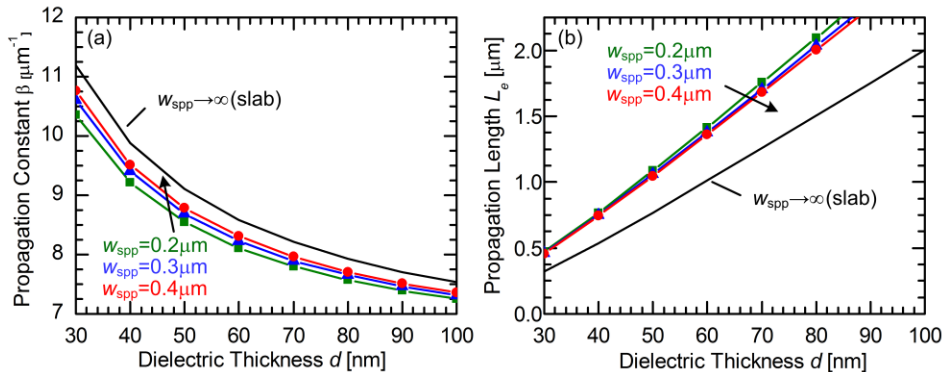 (a)
12
11
10
9
8
7
Propagation Constant β [μm⁻¹]
w_spp→∞(slab)
w_spp=0.2μm
w_spp=0.3μm
w_spp=0.4μm
30 40 50 60 70 80 90 100
Dielectric Thickness d [nm]
(b)
2.0
1.5
1.0
0.5
0.0
Propagation Length L_e [μm]
w_spp=0.2μm
w_spp=0.3μm
w_spp=0.4μm
w_spp→∞(slab)
30 40 50 60 70 80 90 100
Dielectric Thickness d [nm]